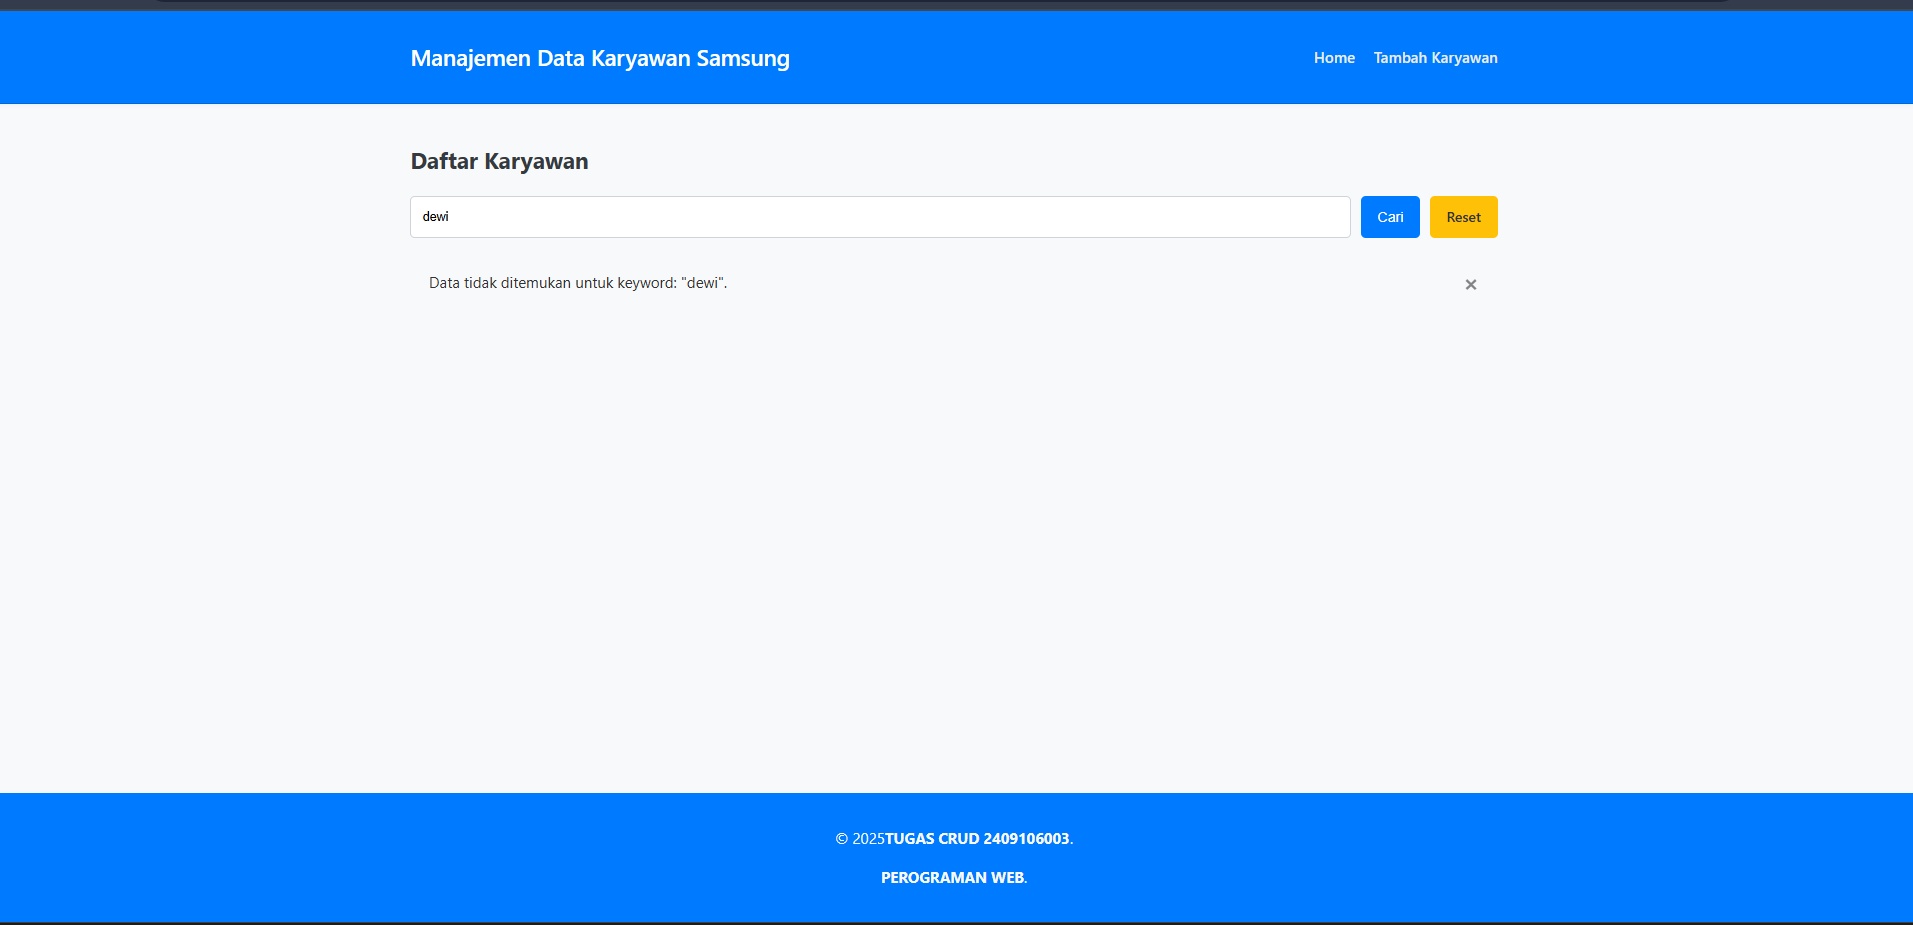 Manajemen Data Karyawan Samsung
Home Tambah Karyawan
Daftar Karyawan
dewi
Cari
Reset
Data tidak ditemukan untuk keyword: "dewi".
© 2025TUGAS CRUD 2409106003.
PEROGRAMAN WEB.